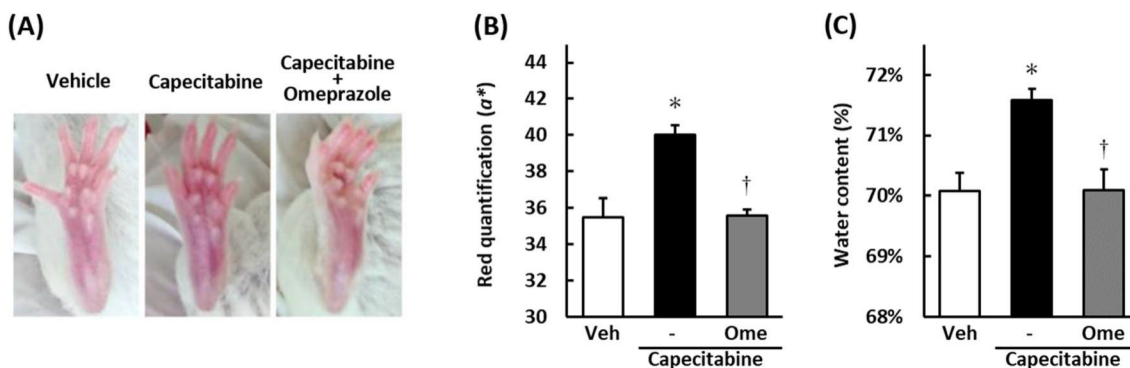 (A)
Vehicle
Capecitabine
Capecitabine
+
Omeprazole
(B)
Red quantification (a*)
44
42
40
38
36
34
32
30
*
†
Veh
-
Ome
Capecitabine
(C)
Water content (%)
72%
71%
70%
69%
68%
*
†
Veh
-
Ome
Capecitabine